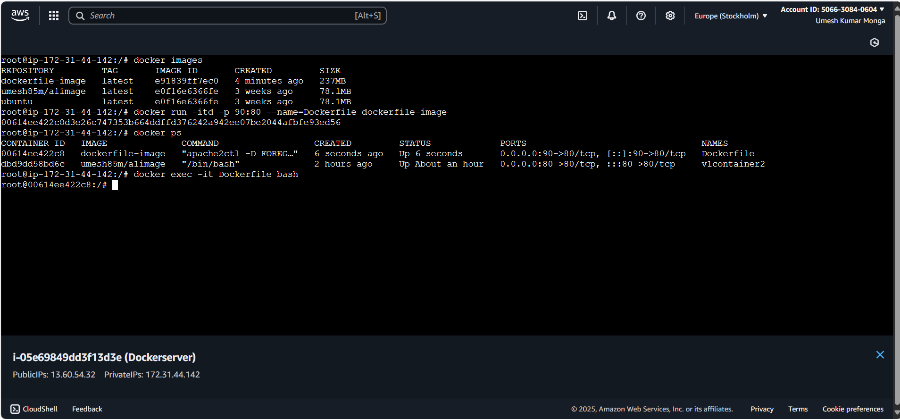 aws
Search
[Alt+S]
Europe (Stockholm)
Account ID: 5066-3084-0604
Umesh Kumar Monga
root@ip-172-31-44-142:/# docker images
REPOSITORY TAG IMAGE ID CREATED SIZE
dockerfile-image latest e91839ff7ec0 4 minutes ago 237MB
umesh85m/alimage latest e0f16e6366fe 3 weeks ago 78.1MB
ubuntu latest e0f16e6366fe 3 weeks ago 78.1MB
root@ip-172-31-44-142:/# docker run -itd -p 90:80 --name=Dockerfile dockerfile-image
root@ip-172-31-44-142:/# docker ps
CONTAINER ID IMAGE COMMAND CREATED STATUS PORTS NAMES
00614ee422c8 dockerfile-image "apache2ctl -D FOREG…" 6 seconds ago Up 6 seconds 0.0.0.0:90->80/tcp, [::]:90->80/tcp Dockerfile
dbd9dd58bd6c umesh85m/alimage "/bin/bash" 2 hours ago Up About an hour 0.0.0.0:80->80/tcp, :::80->80/tcp v1container2
root@ip-172-31-44-142:/# docker exec -it Dockerfile bash
root@00614ee422c8:/#
i-05e69849dd3f13d3e (Dockerserver)
PublicIPs: 13.60.54.32 PrivateIPs: 172.31.44.142
CloudShell Feedback © 2025, Amazon Web Services, Inc. or its affiliates. Privacy Terms Cookie preferences